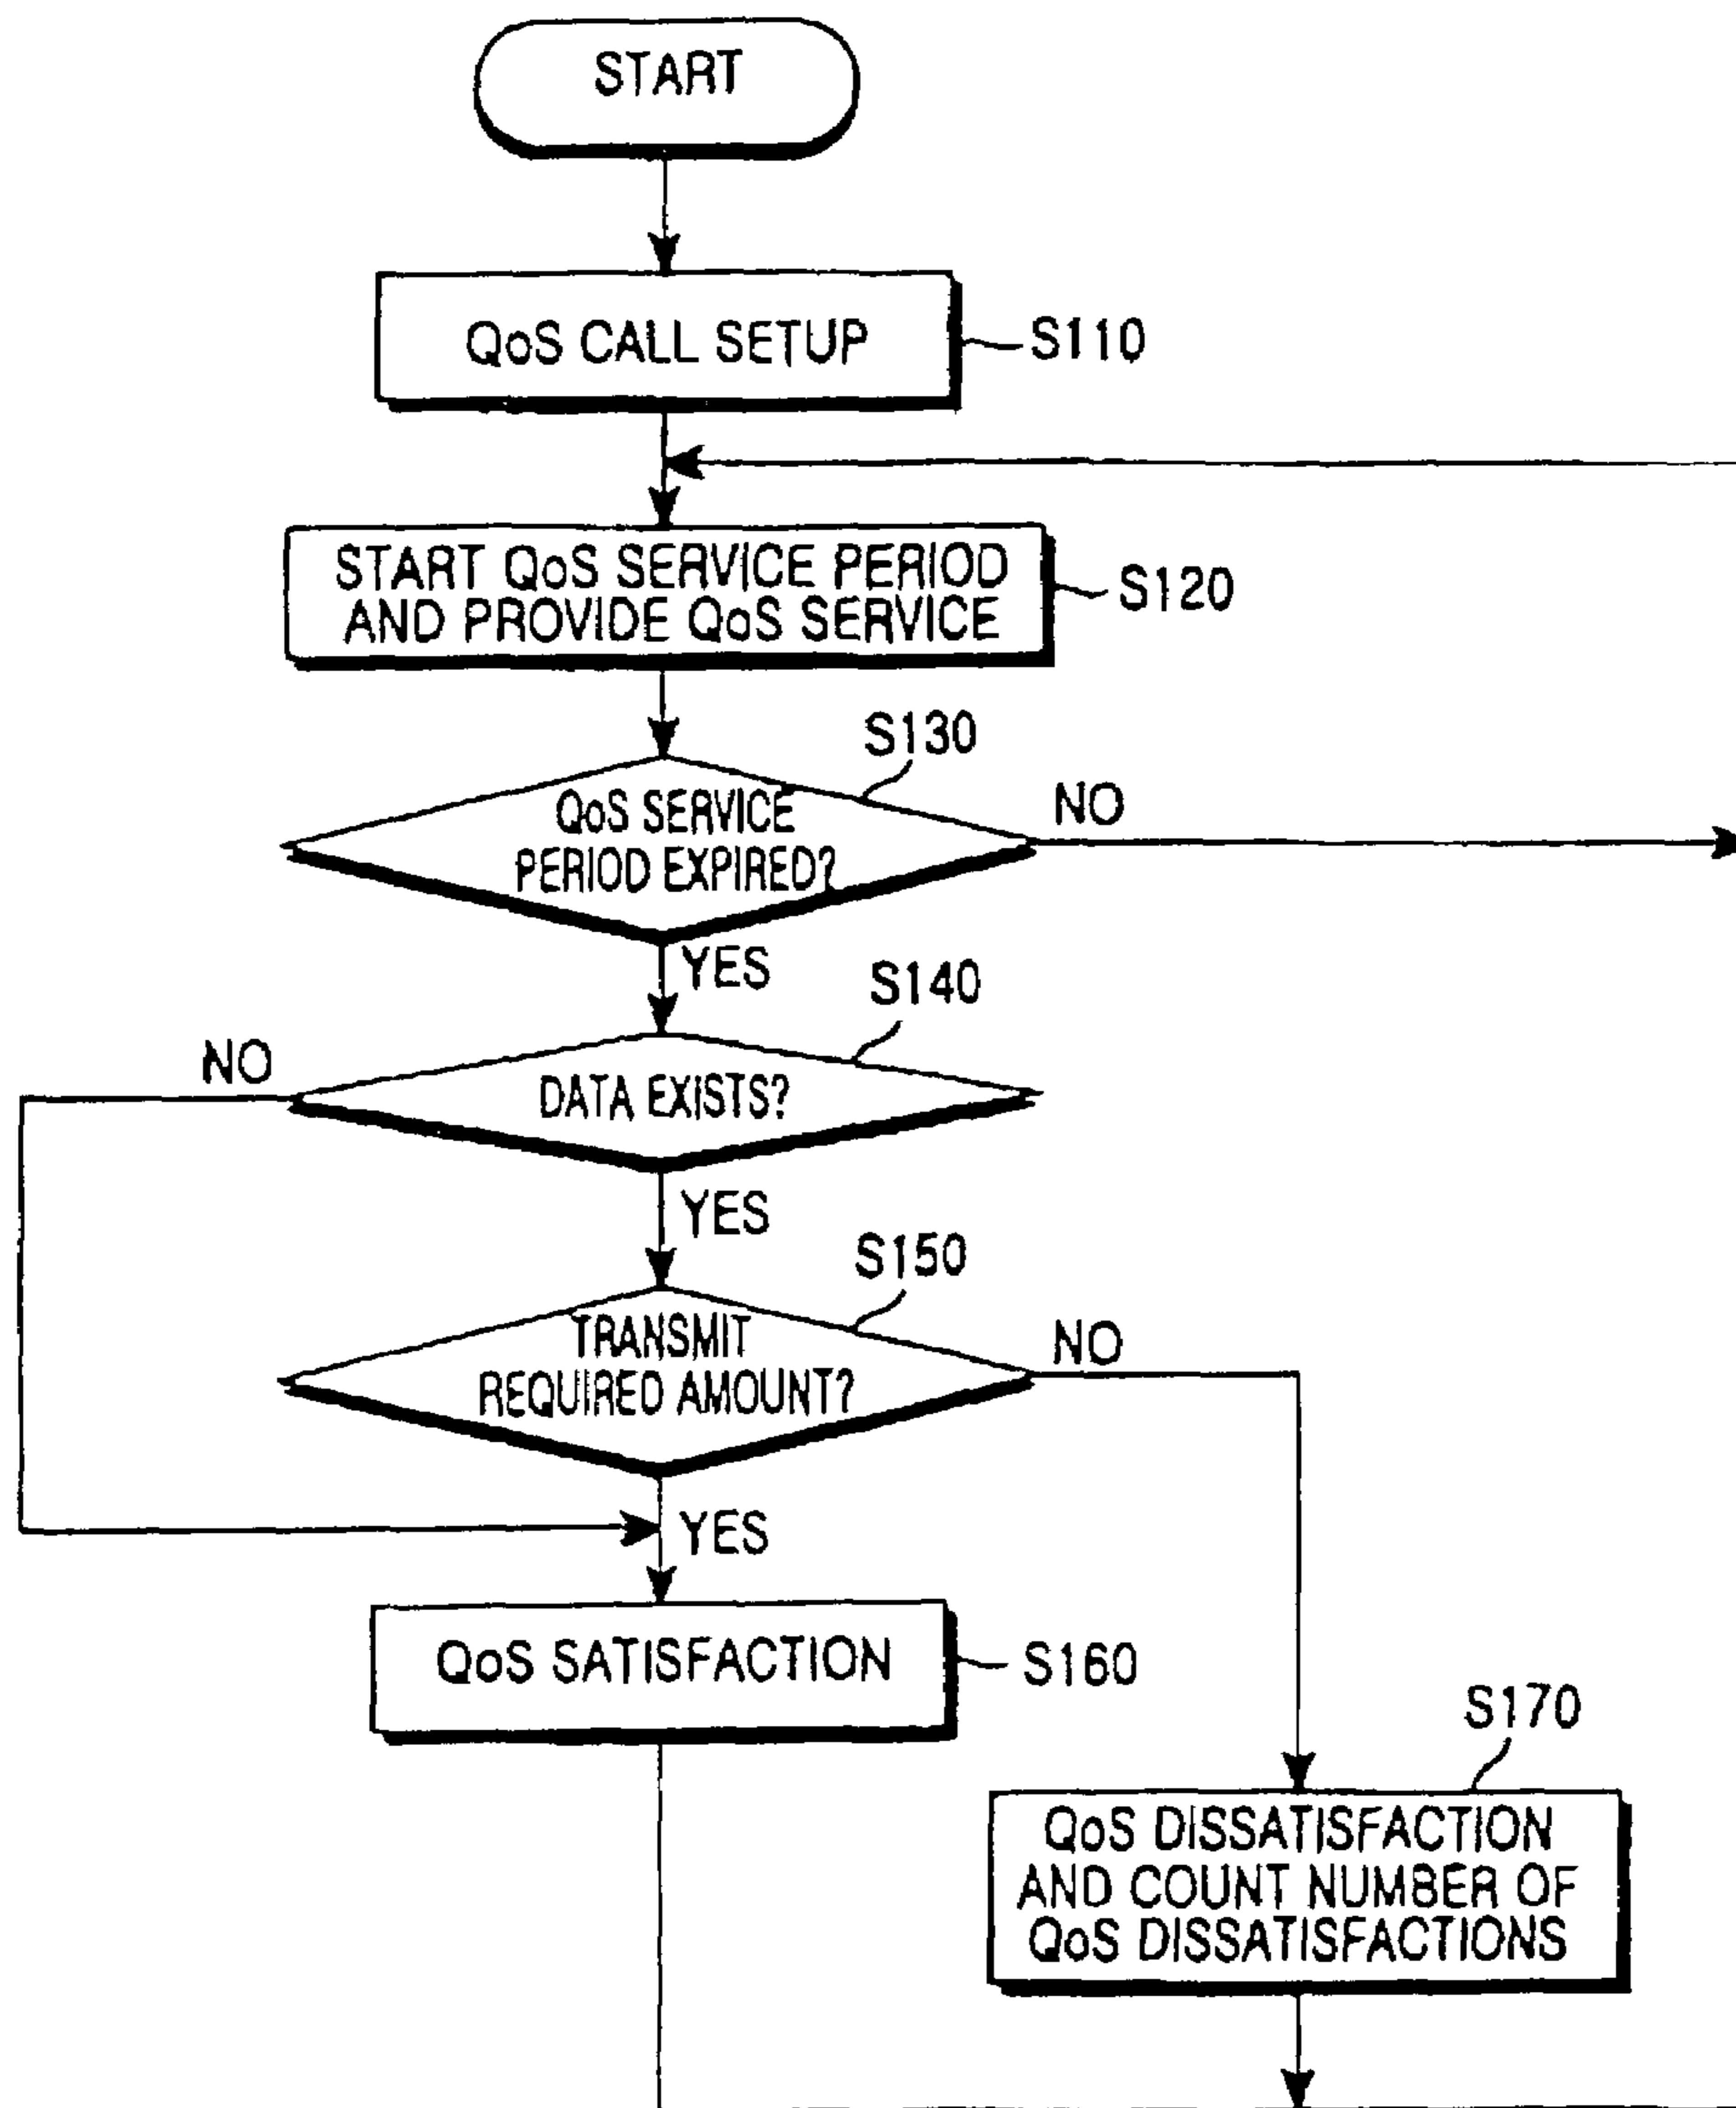 START
QoS CALL SETUP
S110
START QoS SERVICE PERIOD
AND PROVIDE QoS SERVICE
S120
S130
QoS SERVICE
PERIOD EXPIRED?
NO
YES
S140
NO
DATA EXISTS?
YES
S150
TRANSMIT
REQUIRED AMOUNT?
NO
YES
QoS SATISFACTION
S160
S170
QoS DISSATISFACTION
AND COUNT NUMBER OF
QoS DISSATISFACTIONS